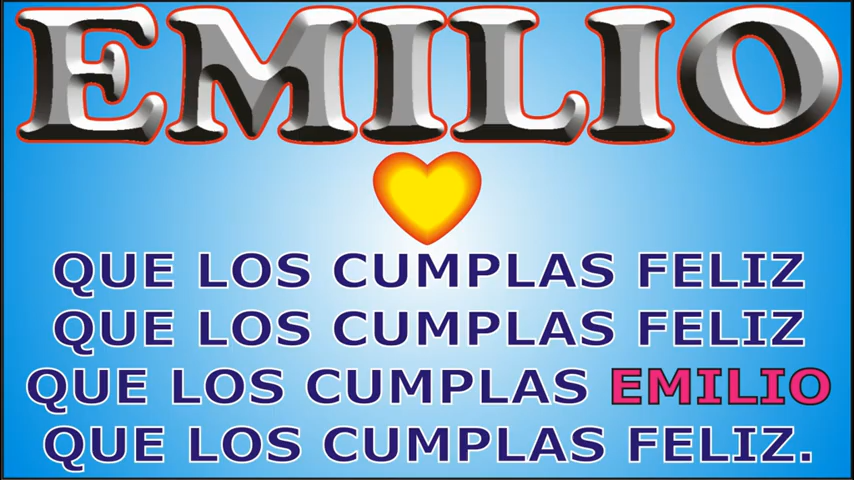 EMILIO
QUE LOS CUMPLAS FELIZ
QUE LOS CUMPLAS FELIZ
QUE LOS CUMPLAS EMILIO
QUE LOS CUMPLAS FELIZ.